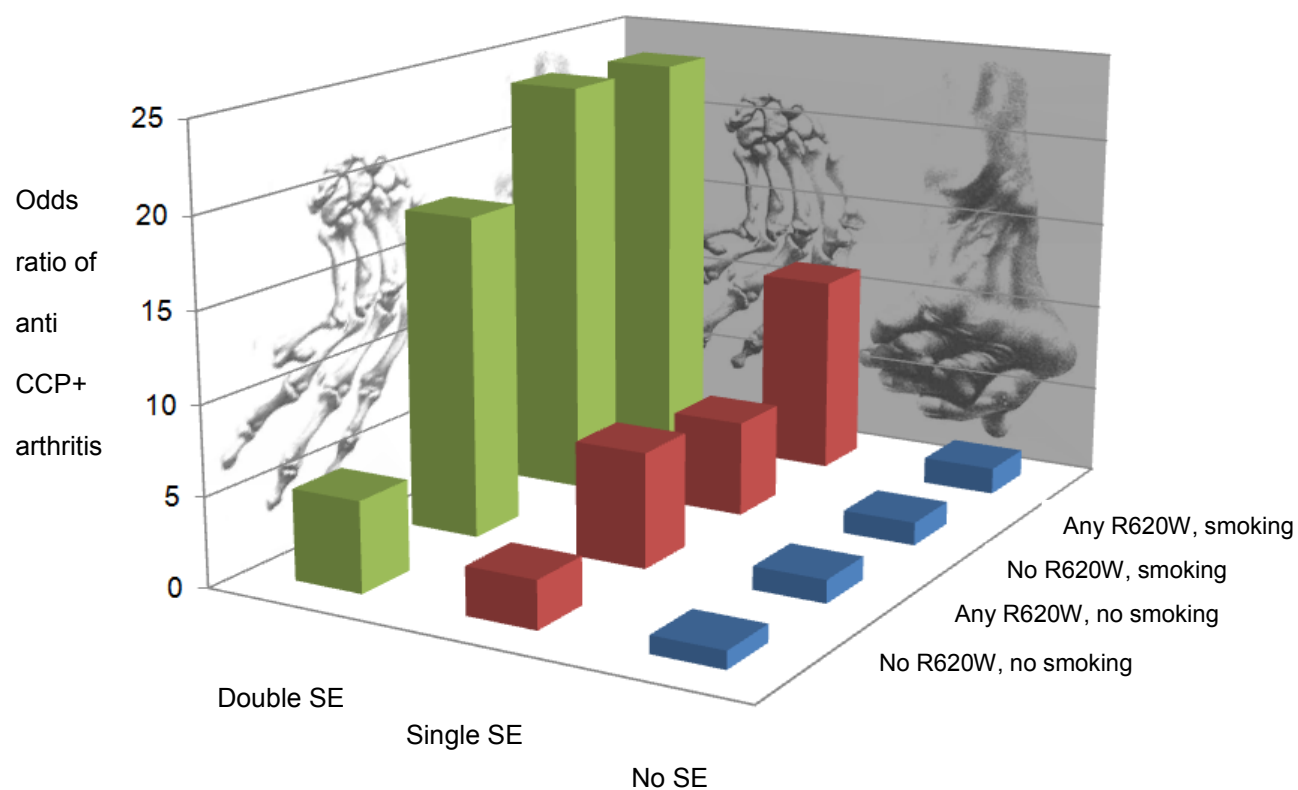 25
20
15
10
5
0
Odds
ratio of
anti
CCP+
arthritis
Any R620W, smoking
No R620W, smoking
Any R620W, no smoking
No R620W, no smoking
Double SE
Single SE
No SE